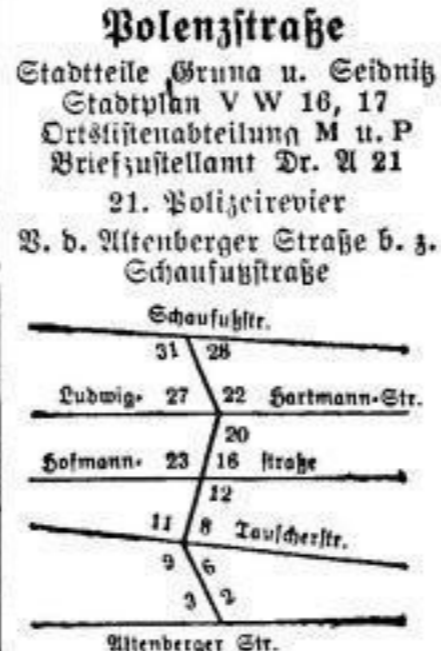 Polenzstraße
Stadtteile Gruna u. Seidnitz
Stadtplan V W 16, 17
Ortslistenabteilung M u. P
Briefzustellamt Dr. A 21
21. Polizeirevier
V. d. Altenberger Straße b. z.
Schaufußstraße
Schaufußstr.
31 28
Ludwig- 27 22 Hartmann-Str.
20
Hofmann- 23 16 straße
12
11 8 Tauscherstr.
9 6
3 2
Altenberger Str.